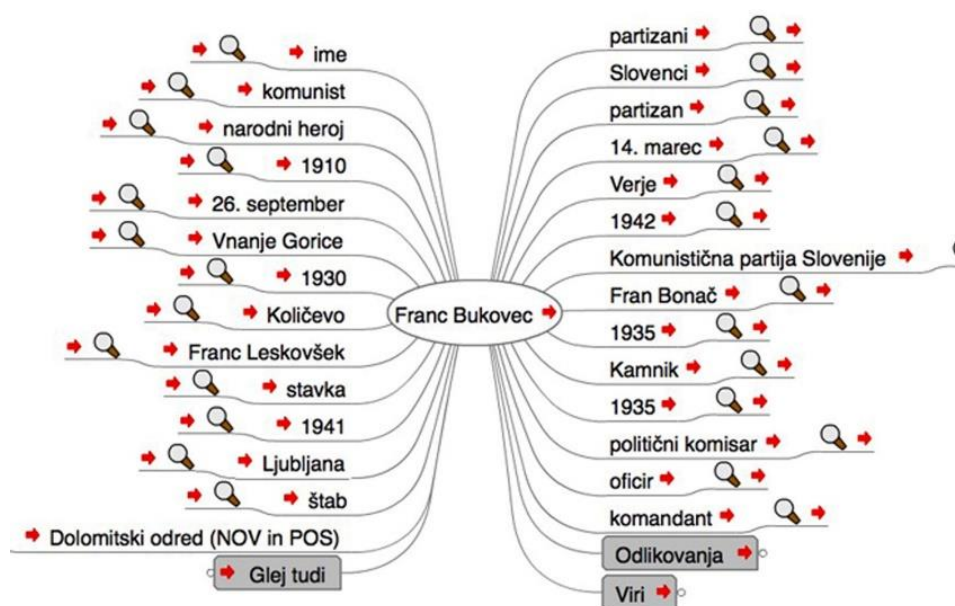 ime
komunist
narodni heroj
1910
26. september
Vnanje Gorice
1930
Količevo
Franc Leskovšek
stavka
1941
Ljubljana
štab
Dolomitski odred (NOV in POS)
Glej tudi
Franc Bukovec
partizani
Slovenci
partizan
14. marec
Verje
1942
Komunistična partija Slovenije
Fran Bonač
1935
Kamnik
1935
politični komisar
oficir
komandant
Odlikovanja
Viri